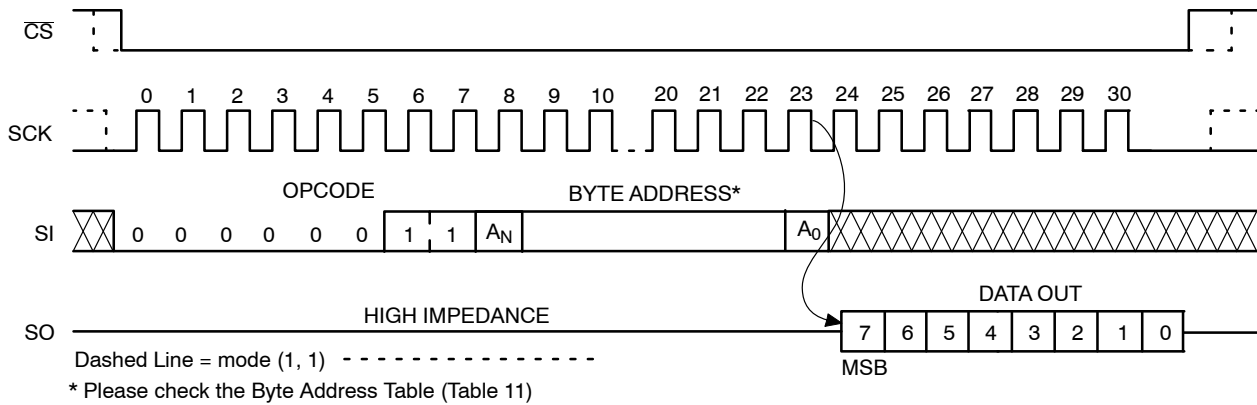 CS
0 1 2 3 4 5 6 7 8 9 10 20 21 22 23 24 25 26 27 28 29 30
SCK
OPCODE BYTE ADDRESS*
SI 0 0 0 0 0 0 1 1 AN A0
DATA OUT
HIGH IMPEDANCE
SO 7 6 5 4 3 2 1 0
Dashed Line = mode (1, 1) - - - - - - - - - - - - - - - - -
MSB
* Please check the Byte Address Table (Table 11)